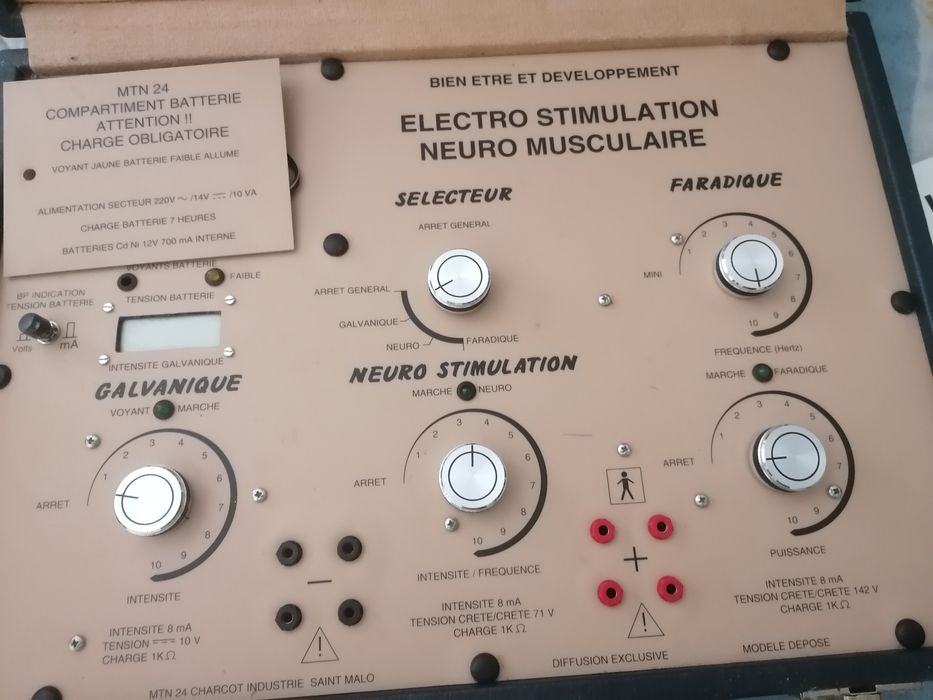 MTN 24
COMPARTIMENT BATTERIE
ATTENTION !!
CHARGE OBLIGATOIRE
VOYANT JAUNE BATTERIE FAIBLE ALLUME
ALIMENTATION SECTEUR 220V ~ /14V ⎓ /10 VA
CHARGE BATTERIE 7 HEURES
BATTERIES Cd Ni 12V 700 mA INTERNE
BIEN ETRE ET DEVELOPPEMENT
ELECTRO STIMULATION
NEURO MUSCULAIRE
SELECTEUR
ARRET GENERAL
ARRET GENERAL
GALVANIQUE
NEURO
FARADIQUE
FARADIQUE
MINI
1
2
3
4
5
6
7
8
9
10
FREQUENCE (Hertz)
VOYANTS BATTERIE
FAIBLE
BP INDICATION
TENSION BATTERIE
Volts
mA
TENSION BATTERIE
INTENSITE GALVANIQUE
GALVANIQUE
VOYANT MARCHE
ARRET
1
2
3
4
5
6
7
8
9
10
INTENSITE
INTENSITE 8 mA
TENSION ⎓ 10 V
CHARGE 1K Ω
NEURO STIMULATION
MARCHE NEURO
ARRET
1
2
3
4
5
6
7
8
9
10
INTENSITE / FREQUENCE
INTENSITE 8 mA
TENSION CRETE/CRETE 71 V
CHARGE 1K Ω
MARCHE FARADIQUE
ARRET
1
2
3
4
5
6
7
8
9
10
PUISSANCE
INTENSITE 8 mA
TENSION CRETE/CRETE 142 V
CHARGE 1K Ω
−
+
MTN 24 CHARCOT INDUSTRIE SAINT MALO
DIFFUSION EXCLUSIVE
MODELE DEPOSE